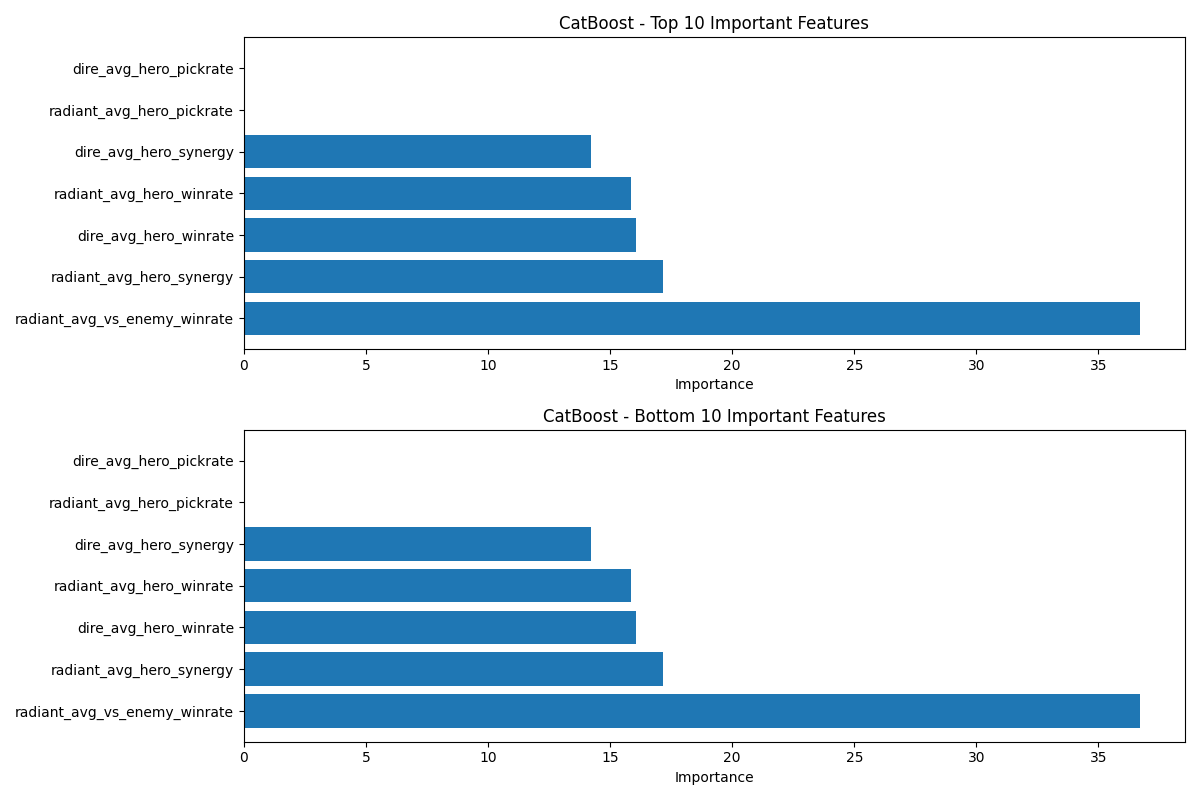 CatBoost - Top 10 Important Features
dire_avg_hero_pickrate
radiant_avg_hero_pickrate
dire_avg_hero_synergy
radiant_avg_hero_winrate
dire_avg_hero_winrate
radiant_avg_hero_synergy
radiant_avg_vs_enemy_winrate
0 5 10 15 20 25 30 35
Importance
CatBoost - Bottom 10 Important Features
dire_avg_hero_pickrate
radiant_avg_hero_pickrate
dire_avg_hero_synergy
radiant_avg_hero_winrate
dire_avg_hero_winrate
radiant_avg_hero_synergy
radiant_avg_vs_enemy_winrate
0 5 10 15 20 25 30 35
Importance